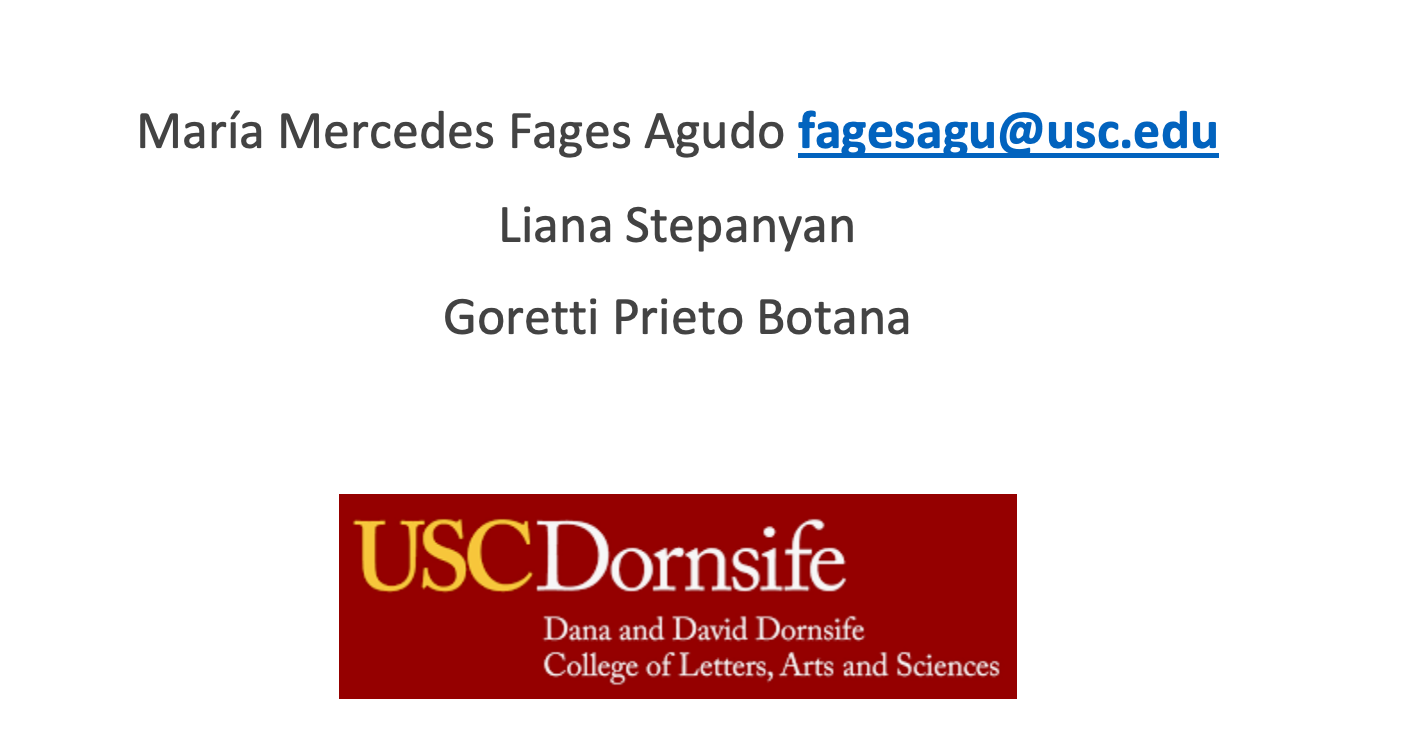 María Mercedes Fages Agudo fagesagu@usc.edu
Liana Stepanyan
Goretti Prieto Botana
USCDornsife
Dana and David Dornsife
College of Letters, Arts and Sciences